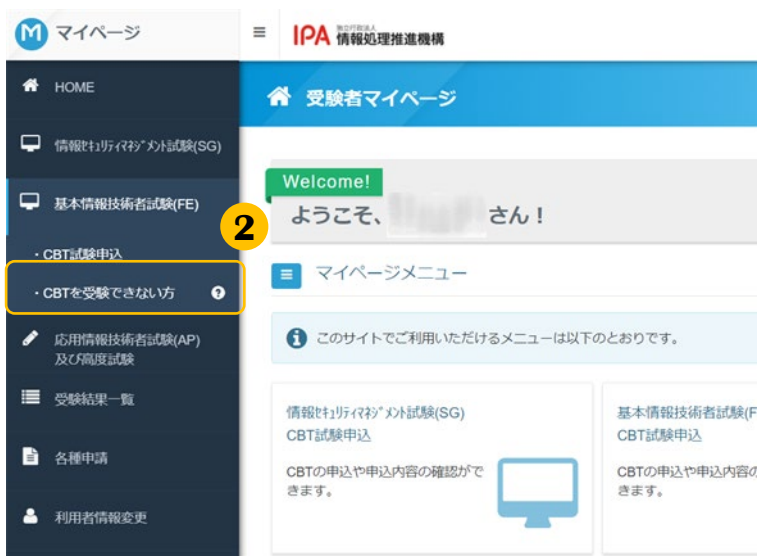 M マイページ
≡ IPA 独立行政法人
情報処理推進機構
HOME
受験者マイページ
情報ｾｷｭﾘﾃｨﾏﾈｼﾞﾒﾝﾄ試験(SG)
Welcome!
ようこそ、 さん！
基本情報技術者試験(FE)
2
・CBT試験申込
・CBTを受験できない方 ?
マイページメニュー
応用情報技術者試験(AP)
及び高度試験
i このサイトでご利用いただけるメニューは以下のとおりです。
受験結果一覧
各種申請
利用者情報変更
情報ｾｷｭﾘﾃｨﾏﾈｼﾞﾒﾝﾄ試験(SG)
CBT試験申込
CBTの申込や申込内容の確認がで
きます。
基本情報技術者試験(F
CBT試験申込
CBTの申込や申込内容の
きます。